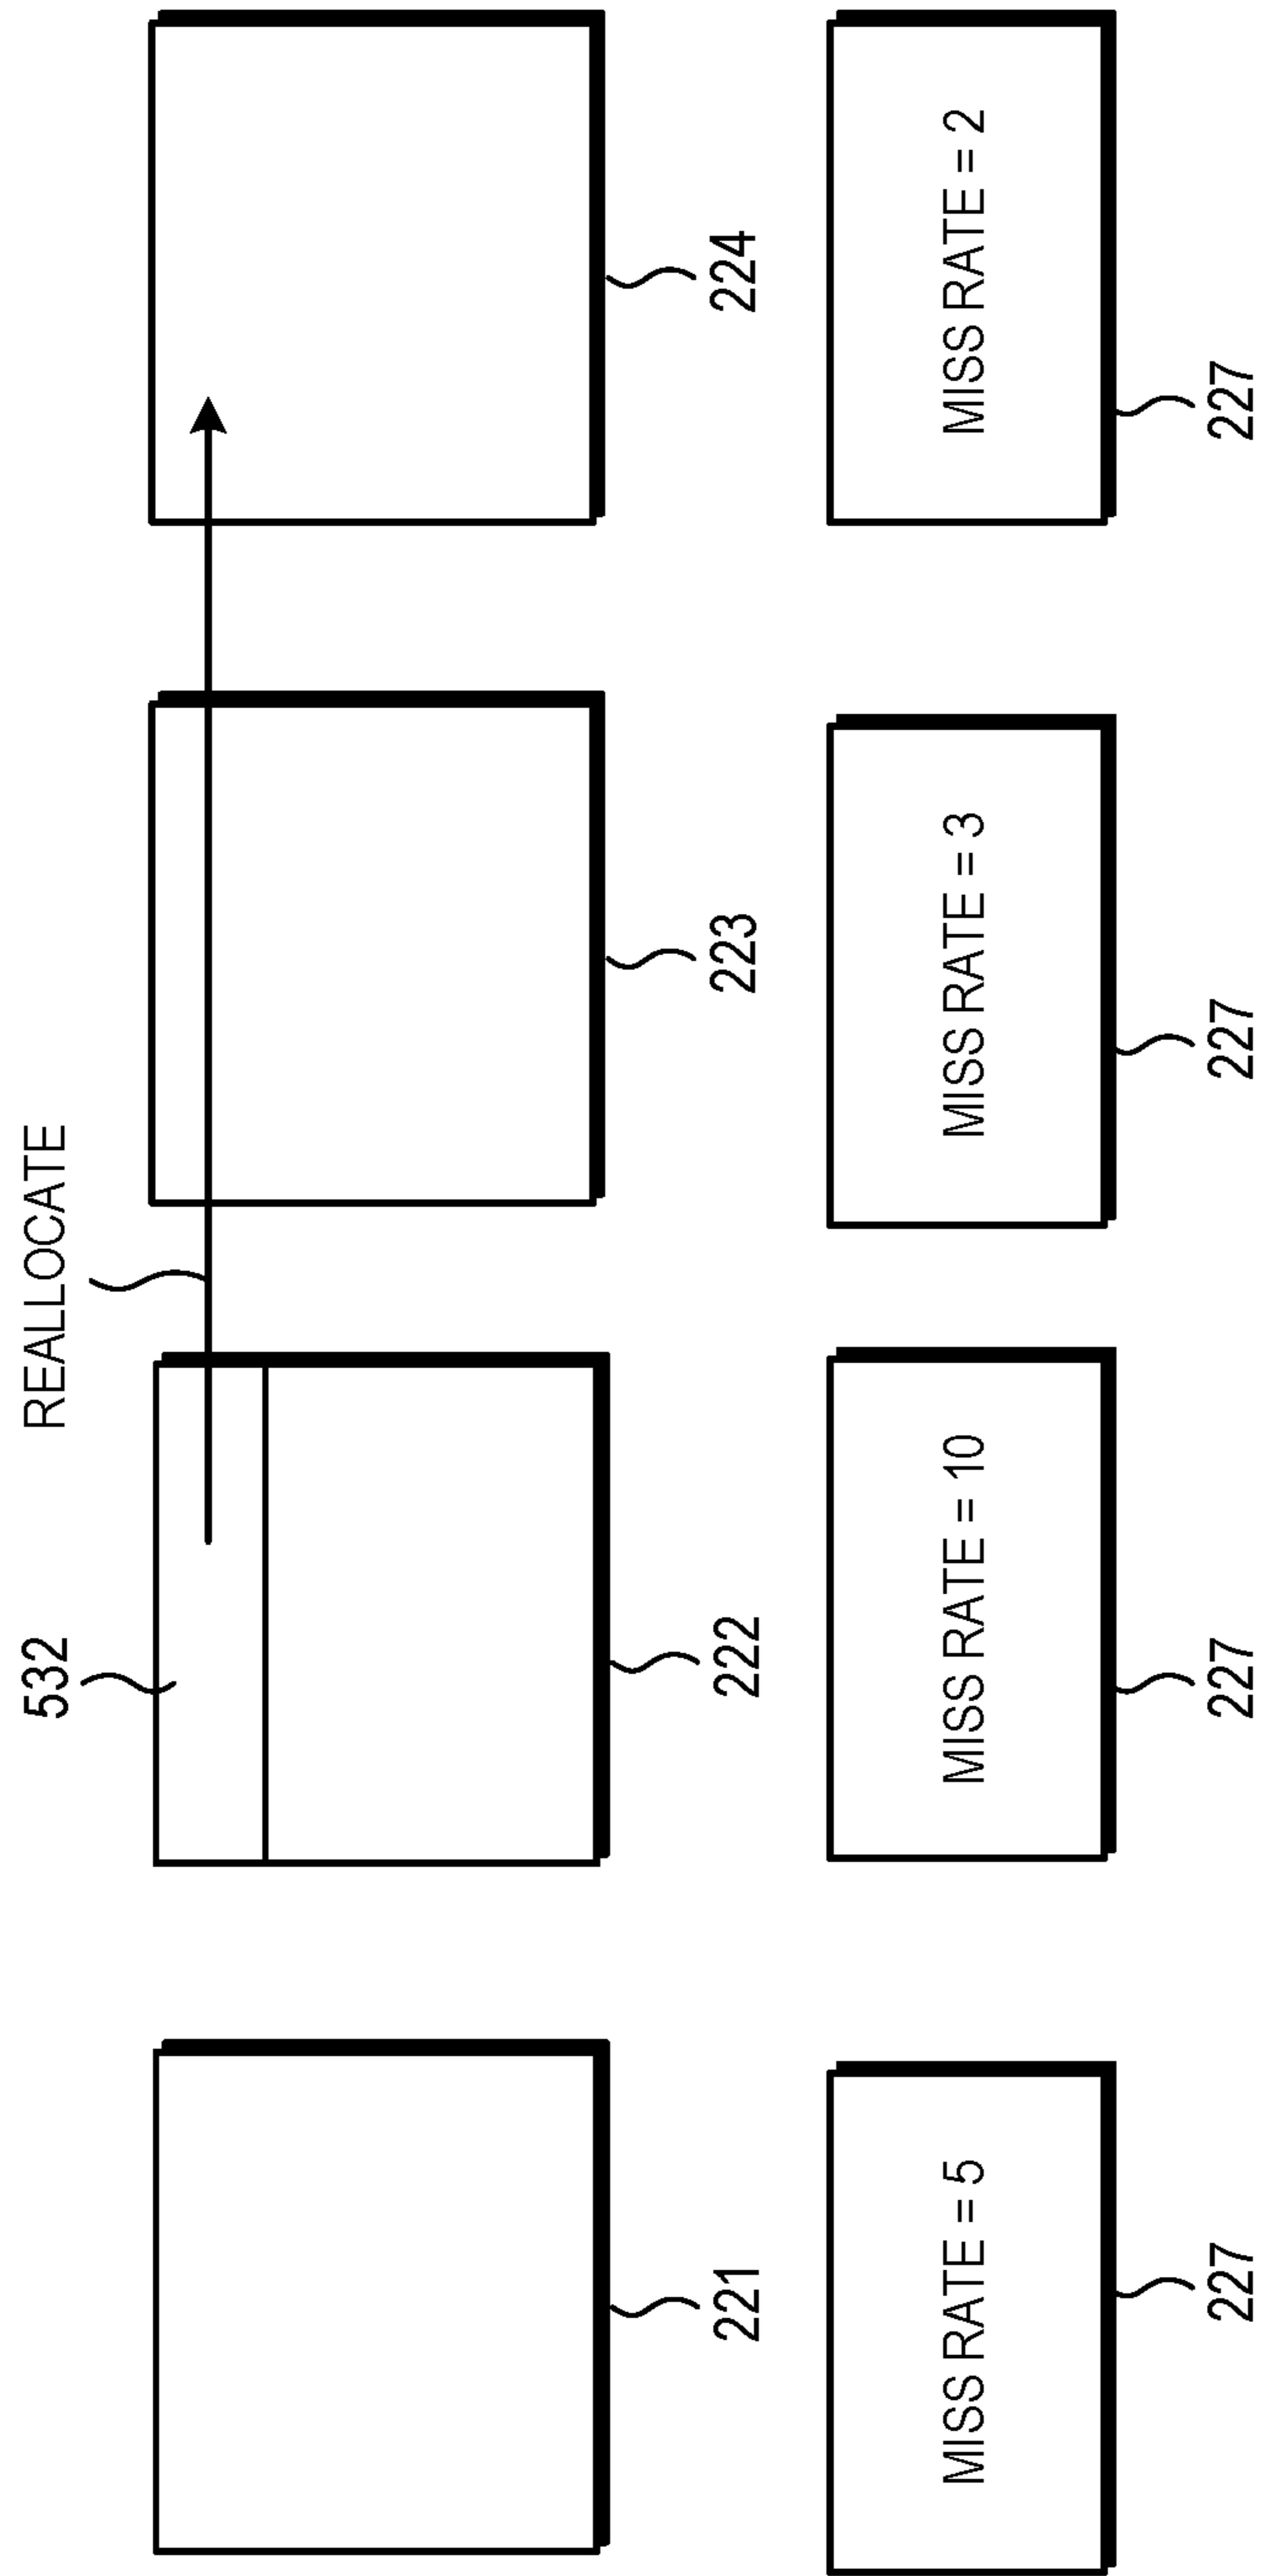 REALLOCATE
532
221
222
223
224
MISS RATE = 5
MISS RATE = 10
MISS RATE = 3
MISS RATE = 2
227
227
227
227